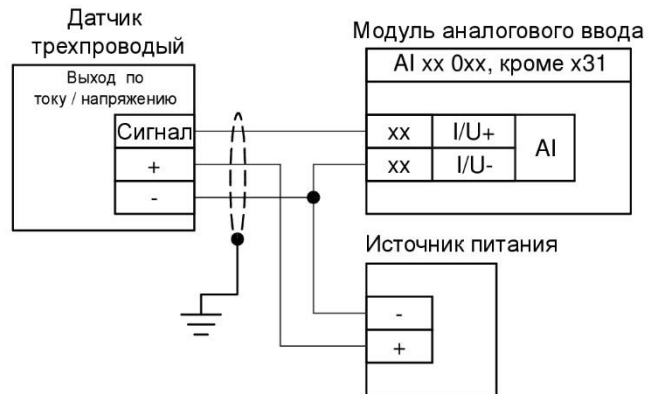 Датчик
трехпроводый
Выход по
току / напряжению
Сигнал
+
-
Модуль аналогового ввода
AI xx 0xx, кроме x31
xx I/U+
xx I/U-
AI
Источник питания
-
+